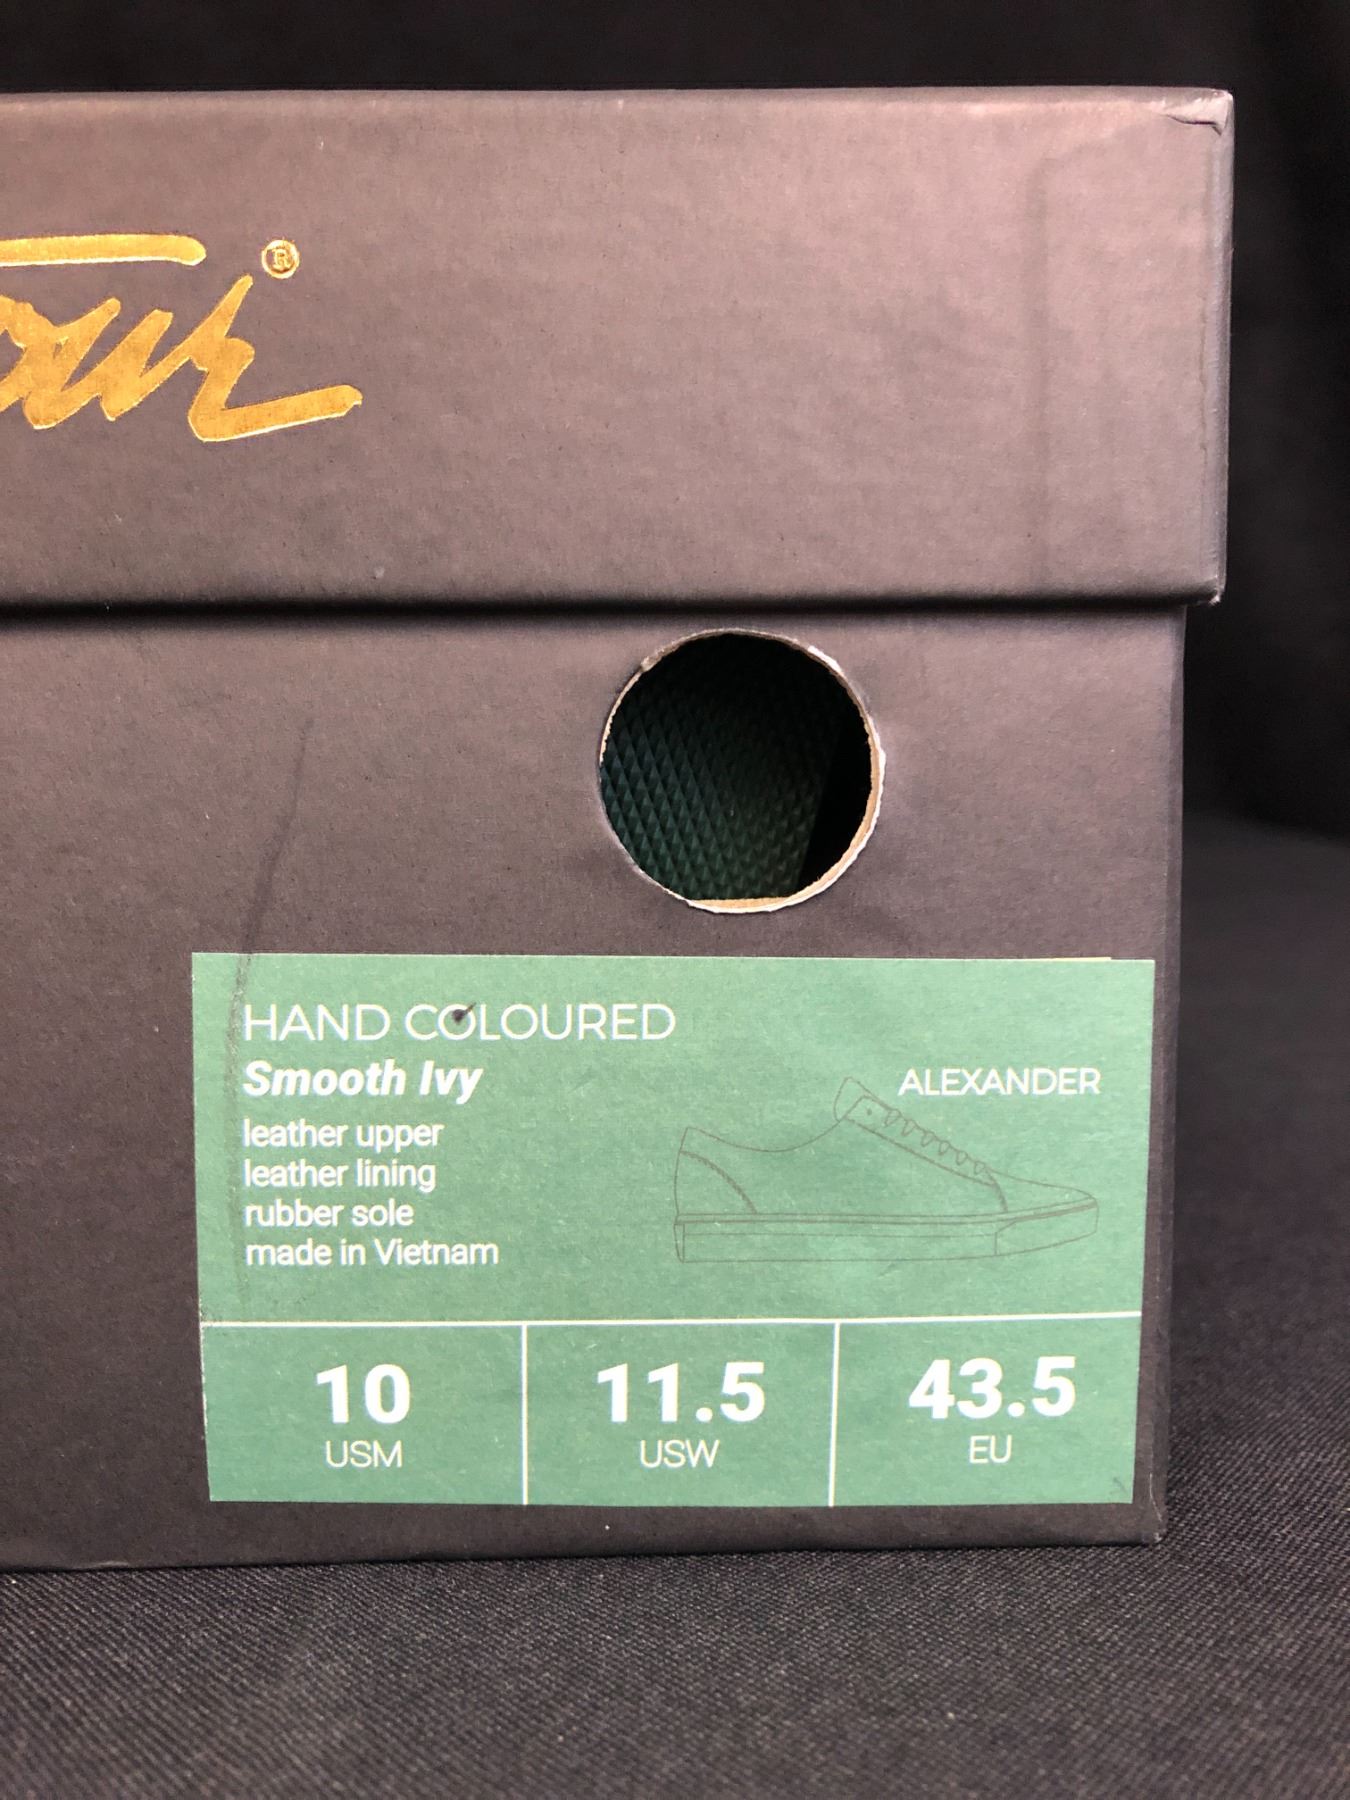 ®
HAND COLOURED
Smooth Ivy
ALEXANDER
leather upper
leather lining
rubber sole
made in Vietnam
10
USM
11.5
USW
43.5
EU